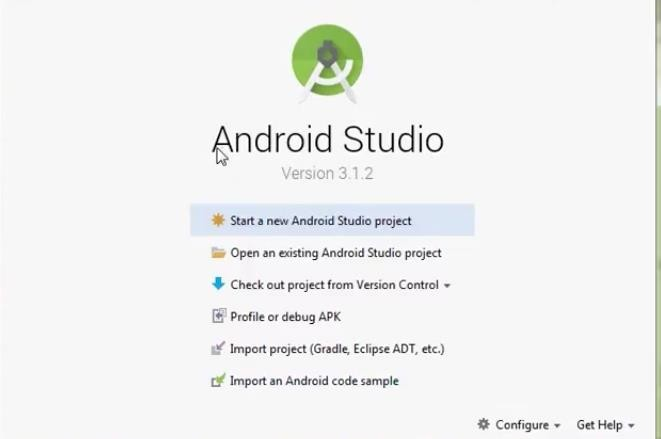 Android Studio
Version 3.1.2
Start a new Android Studio project
Open an existing Android Studio project
Check out project from Version Control
Profile or debug APK
Import project (Gradle, Eclipse ADT, etc.)
Import an Android code sample
Configure Get Help